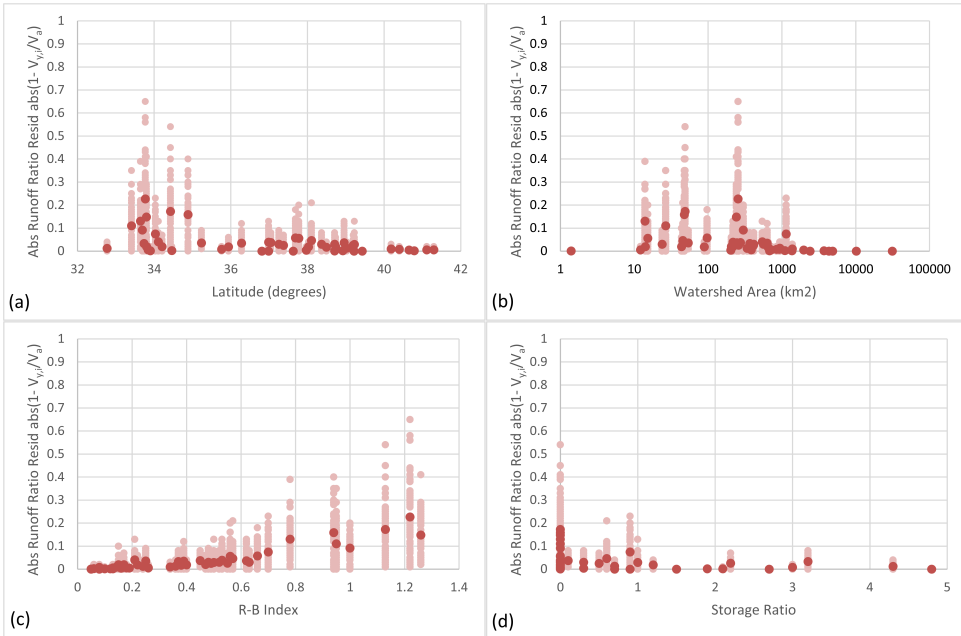 Abs Runoff Ratio Resid abs(1- Vy,i/Va)
1
0.9
0.8
0.7
0.6
0.5
0.4
0.3
0.2
0.1
0
32 34 36 38 40 42
Latitude (degrees)
(a)
Abs Runoff Ratio Resid abs(1- Vy,i/Va)
1
0.9
0.8
0.7
0.6
0.5
0.4
0.3
0.2
0.1
0
1 10 100 1000 10000 100000
Watershed Area (km2)
(b)
Abs Runoff Ratio Resid abs(1- Vy,i/Va)
1
0.9
0.8
0.7
0.6
0.5
0.4
0.3
0.2
0.1
0
0 0.2 0.4 0.6 0.8 1 1.2 1.4
R-B Index
(c)
Abs Runoff Ratio Resid abs(1- Vy,i/Va)
1
0.9
0.8
0.7
0.6
0.5
0.4
0.3
0.2
0.1
0
0 1 2 3 4 5
Storage Ratio
(d)